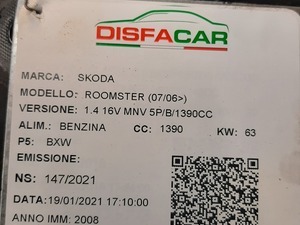 DISFACAR
MARCA: SKODA
MODELLO: ROOMSTER (07/06>)
VERSIONE: 1.4 16V MNV 5P/B/1390CC
ALIM.: BENZINA CC: 1390 KW: 63
P5: BXW
EMISSIONE:
NS: 147/2021
DATA:19/01/2021 17:10:00
ANNO IMM: 2008